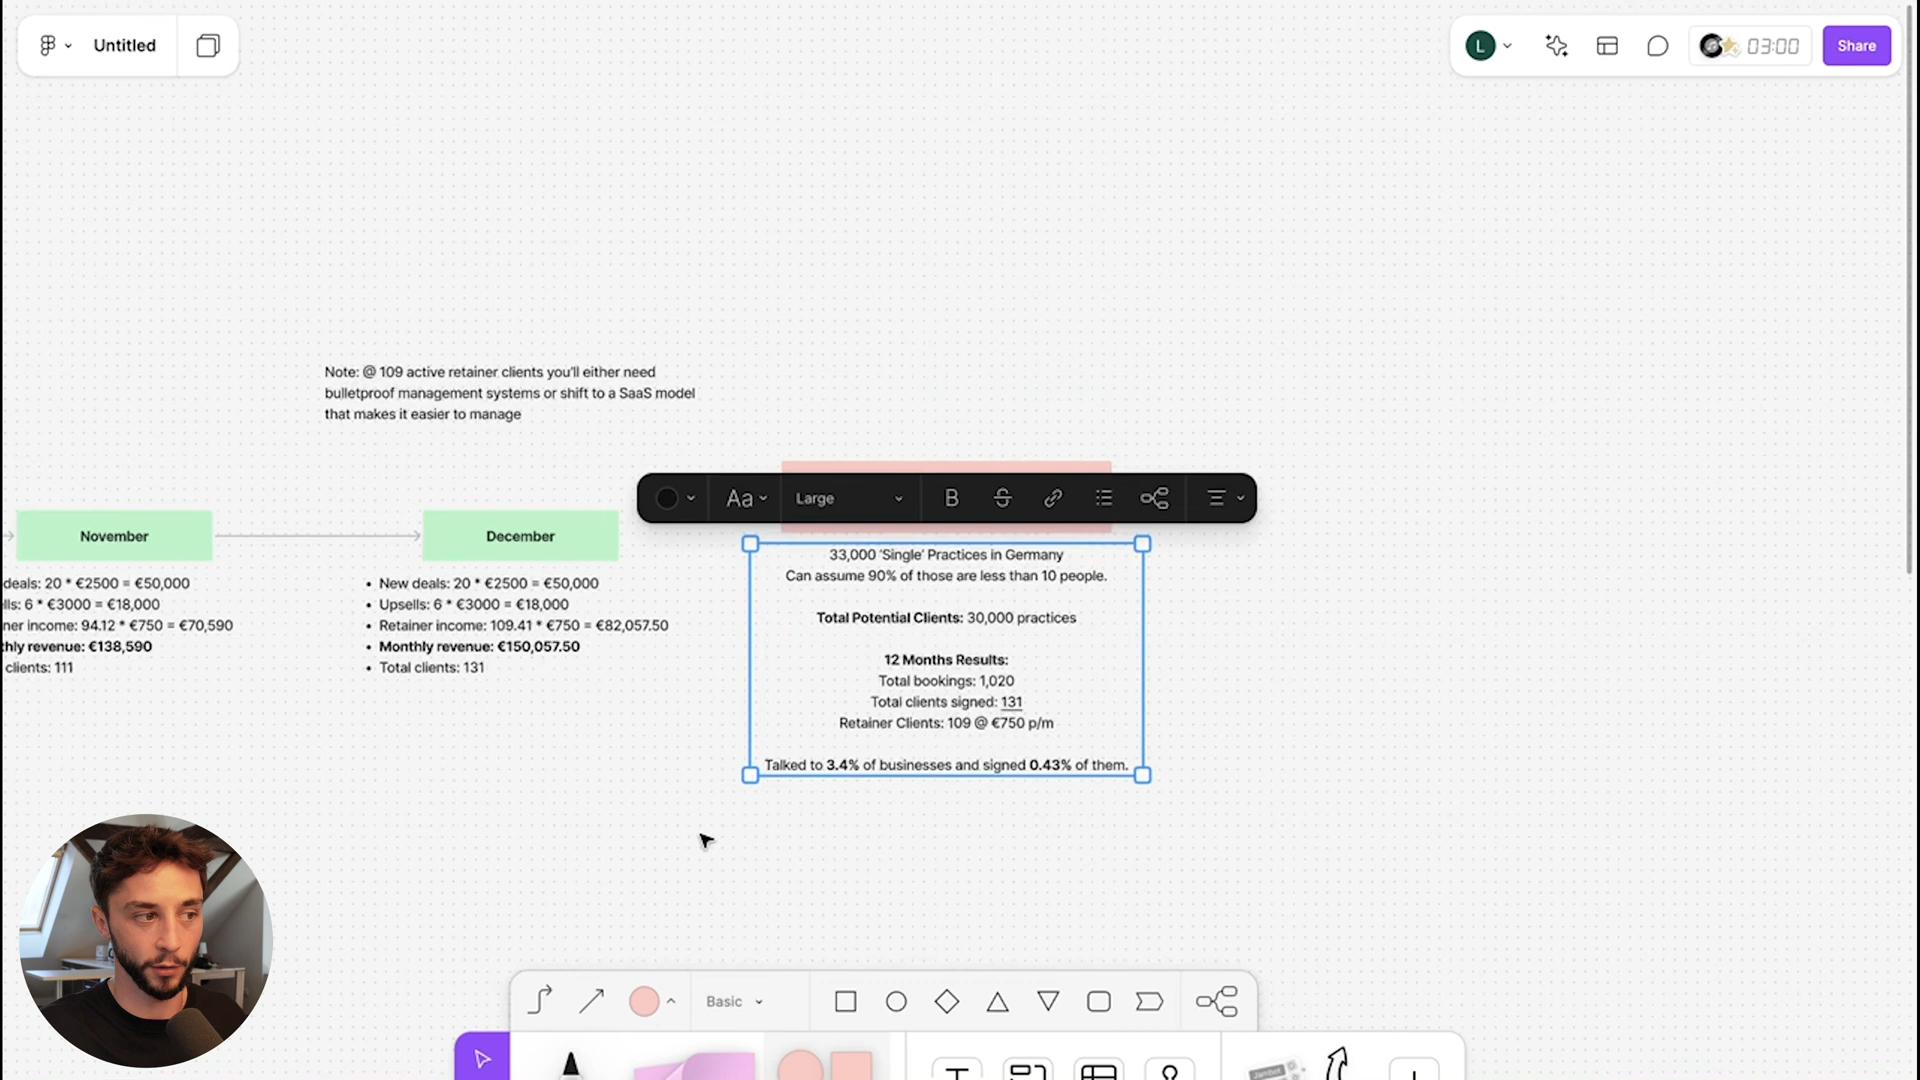 Untitled
L
03:00
Share
Note: @ 109 active retainer clients you'll either need
bulletproof management systems or shift to a SaaS model
that makes it easier to manage
Aa
Large
B
S
November
deals: 20 * €2500 = €50,000
lls: 6 * €3000 = €18,000
ner income: 94.12 * €750 = €70,590
thly revenue: €138,590
clients: 111
December
• New deals: 20 * €2500 = €50,000
• Upsells: 6 * €3000 = €18,000
• Retainer income: 109.41 * €750 = €82,057.50
• Monthly revenue: €150,057.50
• Total clients: 131
33,000 'Single' Practices in Germany
Can assume 90% of those are less than 10 people.
Total Potential Clients: 30,000 practices
12 Months Results:
Total bookings: 1,020
Total clients signed: 131
Retainer Clients: 109 @ €750 p/m
Talked to 3.4% of businesses and signed 0.43% of them.
Basic